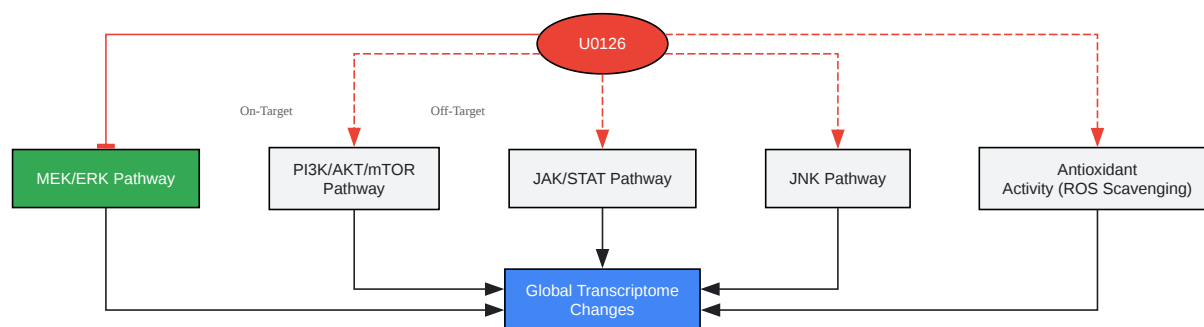 U0126
On-Target
Off-Target
MEK/ERK Pathway
PI3K/AKT/mTOR
Pathway
JAK/STAT Pathway
JNK Pathway
Antioxidant
Activity (ROS Scavenging)
Global Transcriptome
Changes